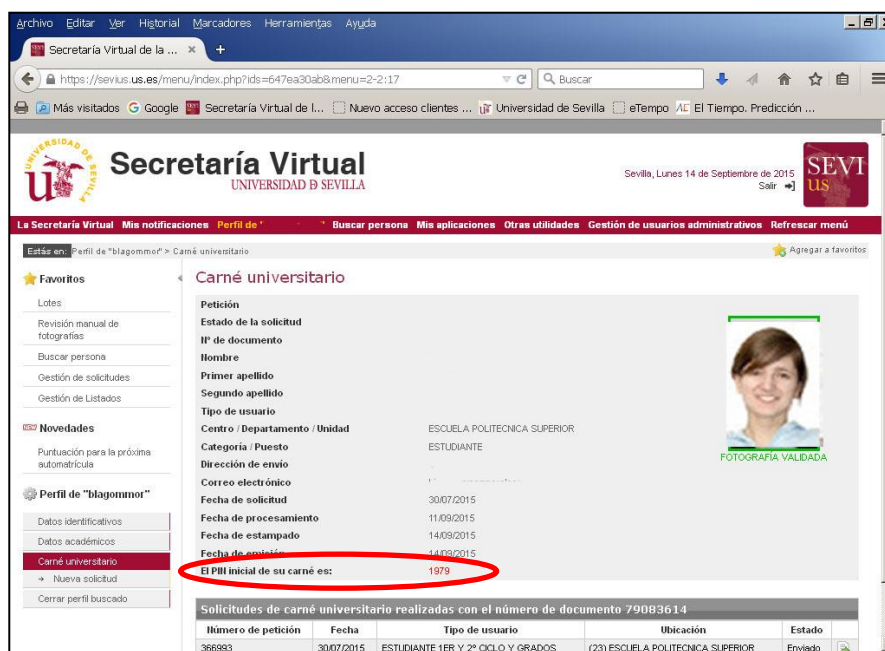 Archivo Editar Ver Historial Marcadores Herramientas Ayuda
Secretaría Virtual de la ... × +
https://sevius.us.es/menu/index.php?ids=647ea30ab&menu=2-2:17 Buscar
Más visitados Google Secretaría Virtual de l... Nuevo acceso clientes ... Universidad de Sevilla eTempo El Tiempo. Predicción ...
UNIVERSIDAD DE SEVILLA
Secretaría Virtual
UNIVERSIDAD Ð SEVILLA
Sevilla, Lunes 14 de Septiembre de 2015
Salir
SEVI
US
La Secretaría Virtual Mis notificaciones Perfil de " " Buscar persona Mis aplicaciones Otras utilidades Gestión de usuarios administrativos Refrescar menú
Estás en: Perfil de "blagommor" > Carné universitario
Agregar a favoritos
Favoritos
Lotes
Revisión manual de
fotografías
Buscar persona
Gestión de solicitudes
Gestión de Listados
Novedades
Puntuación para la próxima
automatrícula
Perfil de "blagommor"
Datos identificativos
Datos académicos
Carné universitario
→ Nueva solicitud
Cerrar perfil buscado
Carné universitario
Petición
Estado de la solicitud
Nº de documento
Nombre
Primer apellido
Segundo apellido
Tipo de usuario
Centro / Departamento / Unidad ESCUELA POLITECNICA SUPERIOR
Categoría / Puesto ESTUDIANTE
Dirección de envío
Correo electrónico
Fecha de solicitud 30/07/2015
Fecha de procesamiento 11/09/2015
Fecha de estampado 14/09/2015
Fecha de emisión 14/09/2015
El PIN inicial de su carné es: 1979
FOTOGRAFÍA VALIDADA
Solicitudes de carné universitario realizadas con el número de documento 79083614
Número de petición Fecha Tipo de usuario Ubicación Estado
366993 30/07/2015 ESTUDIANTE 1ER Y 2º CICLO Y GRADOS (23) ESCUELA POLITECNICA SUPERIOR Enviado